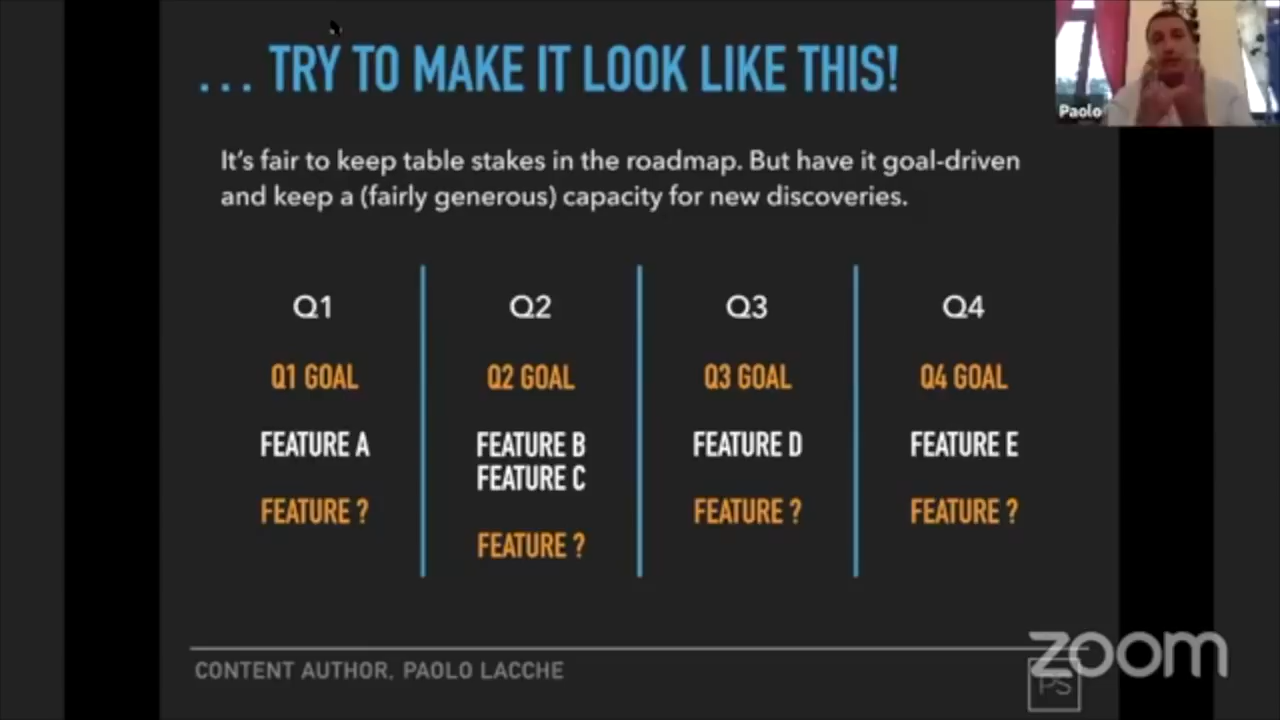 ... TRY TO MAKE IT LOOK LIKE THIS!
Paolo
It's fair to keep table stakes in the roadmap. But have it goal-driven
and keep a (fairly generous) capacity for new discoveries.
Q1
Q1 GOAL
FEATURE A
FEATURE ?
Q2
Q2 GOAL
FEATURE B
FEATURE C
FEATURE ?
Q3
Q3 GOAL
FEATURE D
FEATURE ?
Q4
Q4 GOAL
FEATURE E
FEATURE ?
CONTENT AUTHOR, PAOLO LACCHE
zoom
PS